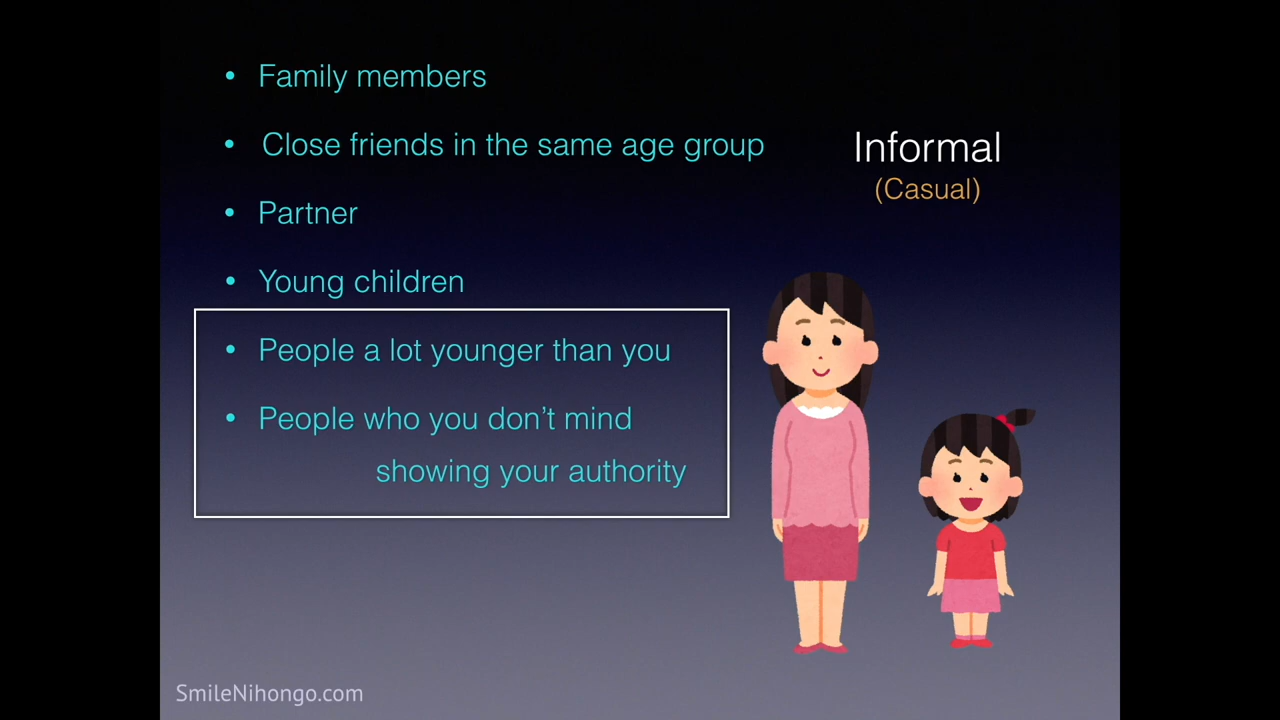 • Family members
• Close friends in the same age group
Informal
(Casual)
• Partner
• Young children
• People a lot younger than you
• People who you don’t mind
showing your authority
SmileNihongo.com